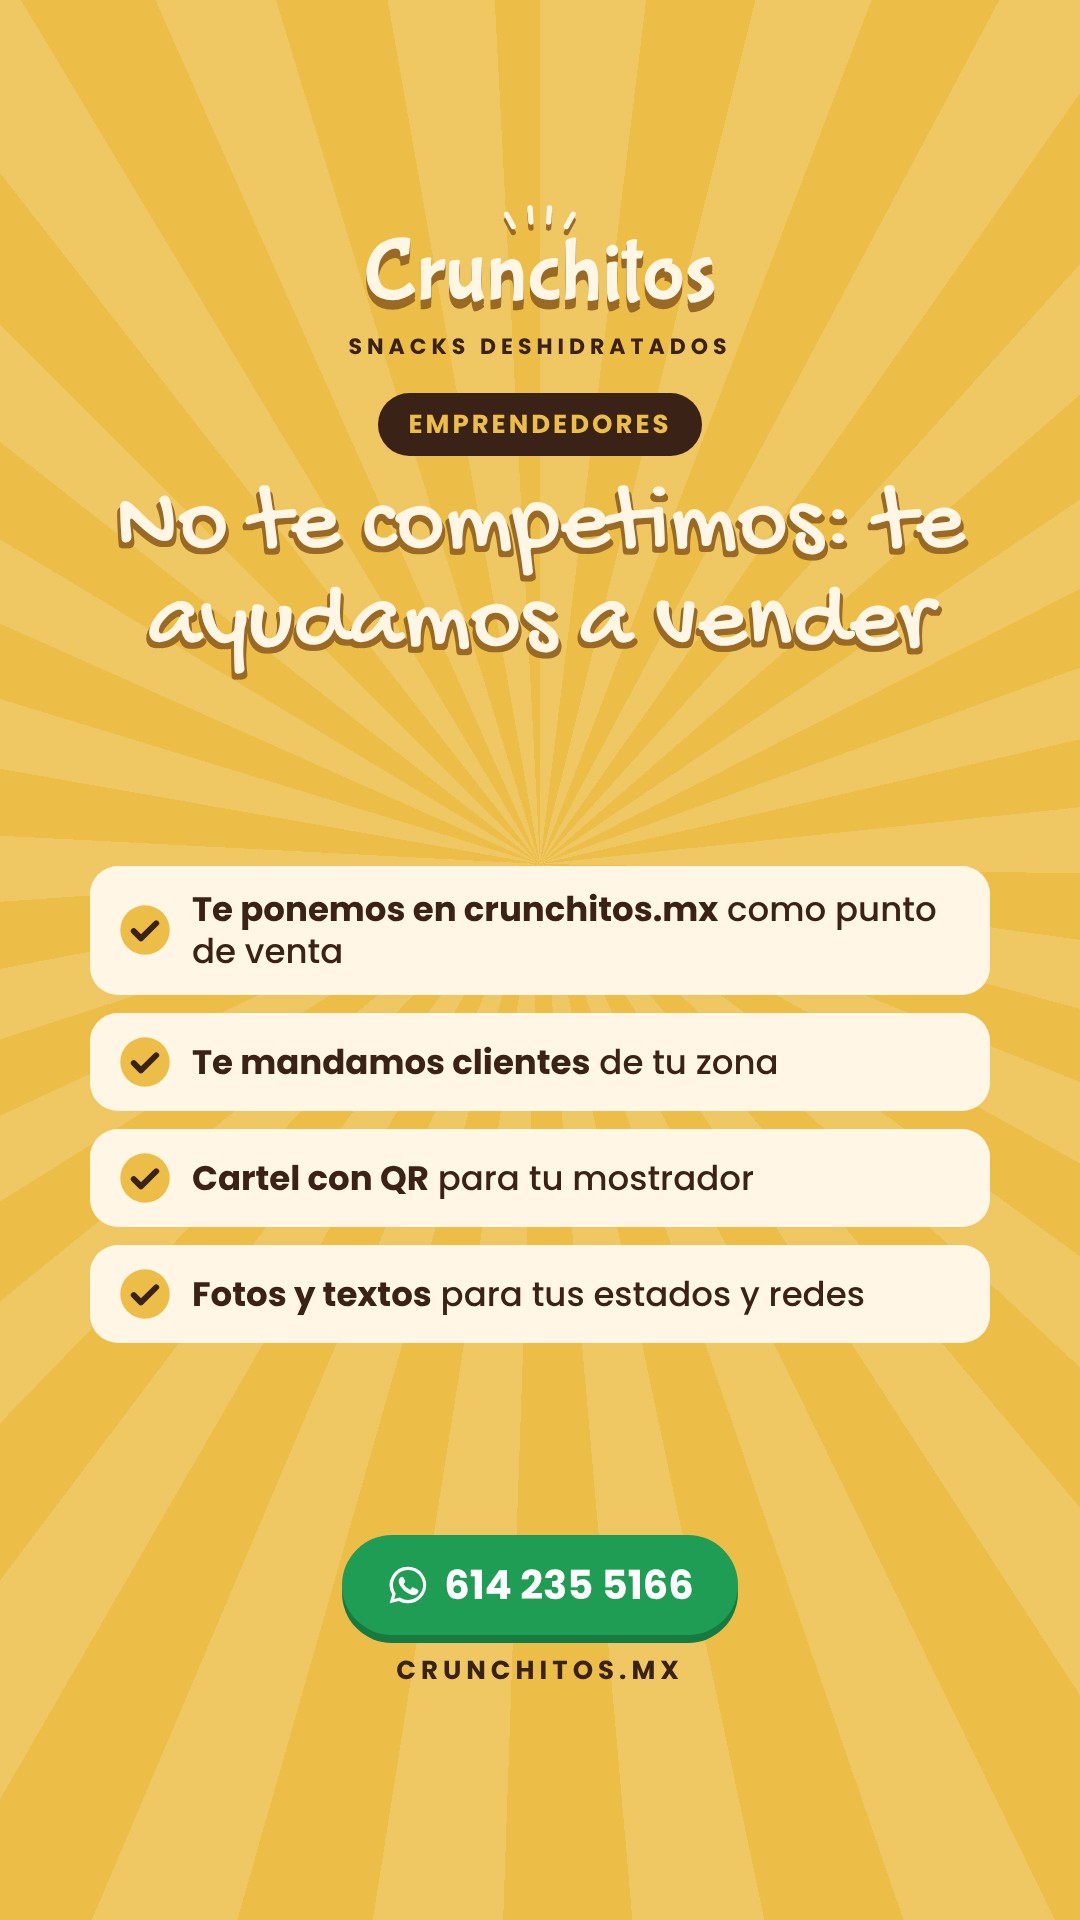 Crunchitos
SNACKS DESHIDRATADOS
EMPRENDEDORES
No te competimos: te
ayudamos a vender
Te ponemos en crunchitos.mx como punto
de venta
Te mandamos clientes de tu zona
Cartel con QR para tu mostrador
Fotos y textos para tus estados y redes
614 235 5166
CRUNCHITOS.MX